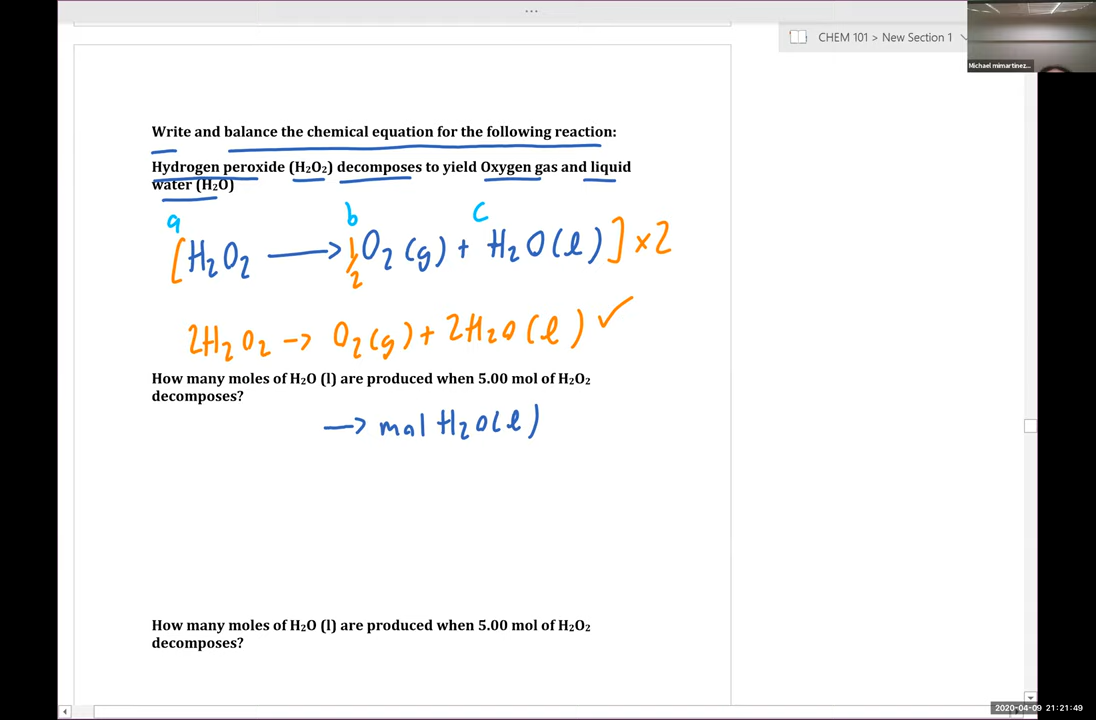 ...
CHEM 101 > New Section 1
Michael mimartinez...
Write and balance the chemical equation for the following reaction:
Hydrogen peroxide (H₂O₂) decomposes to yield Oxygen gas and liquid
water (H₂O)
a b c
[H₂O₂ ⟶ ½O₂(g) + H₂O(l)] × 2
2H₂O₂ → O₂(g) + 2H₂O(l) ✓
How many moles of H₂O (l) are produced when 5.00 mol of H₂O₂
decomposes?
→ mol H₂O(l)
How many moles of H₂O (l) are produced when 5.00 mol of H₂O₂
decomposes?
2020-04-09 21:21:49